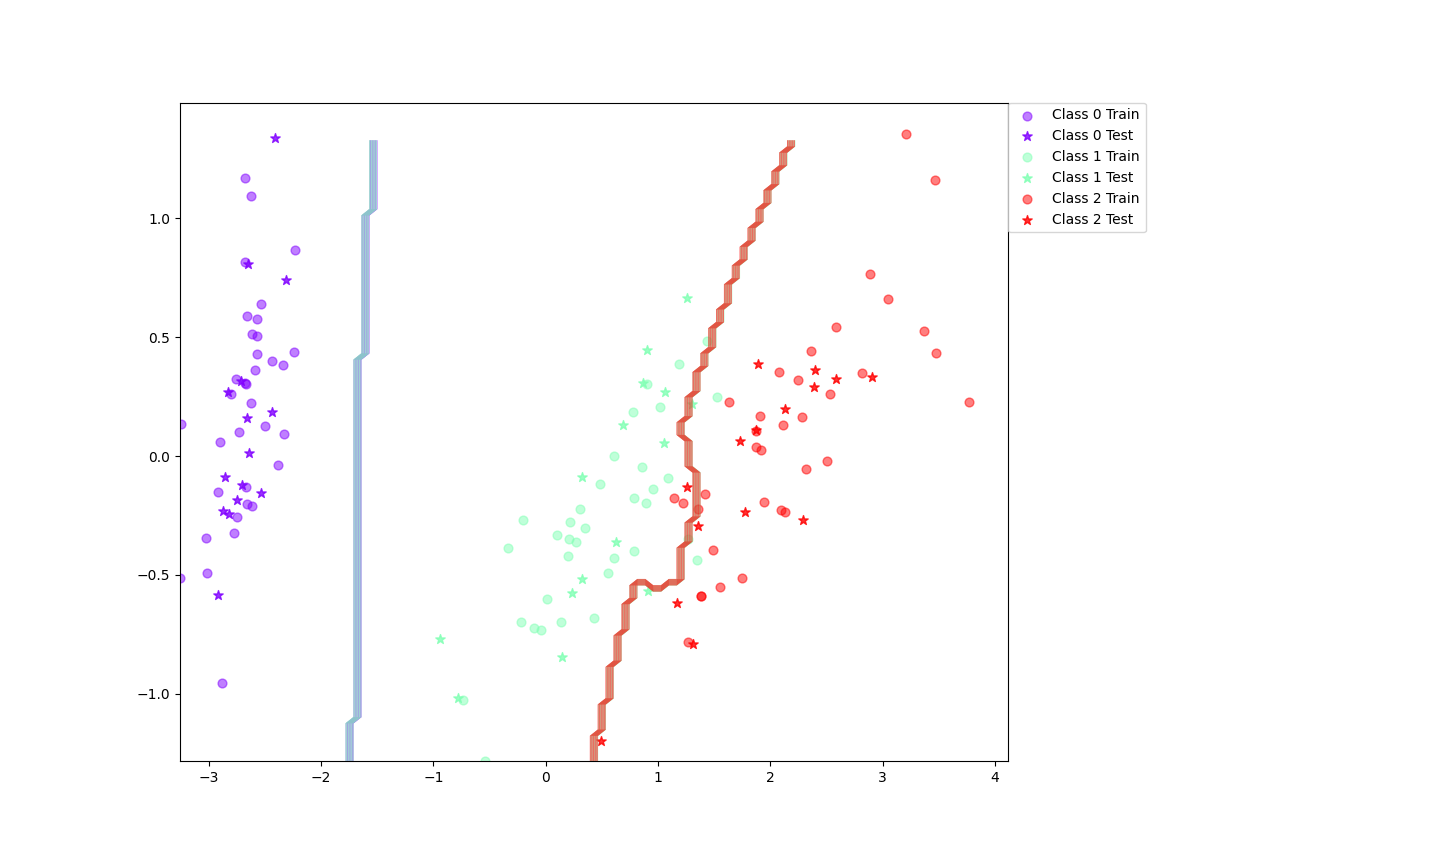 Class 0 Train
Class 0 Test
Class 1 Train
Class 1 Test
Class 2 Train
Class 2 Test
1.0
0.5
0.0
−0.5
−1.0
−3 −2 −1 0 1 2 3 4